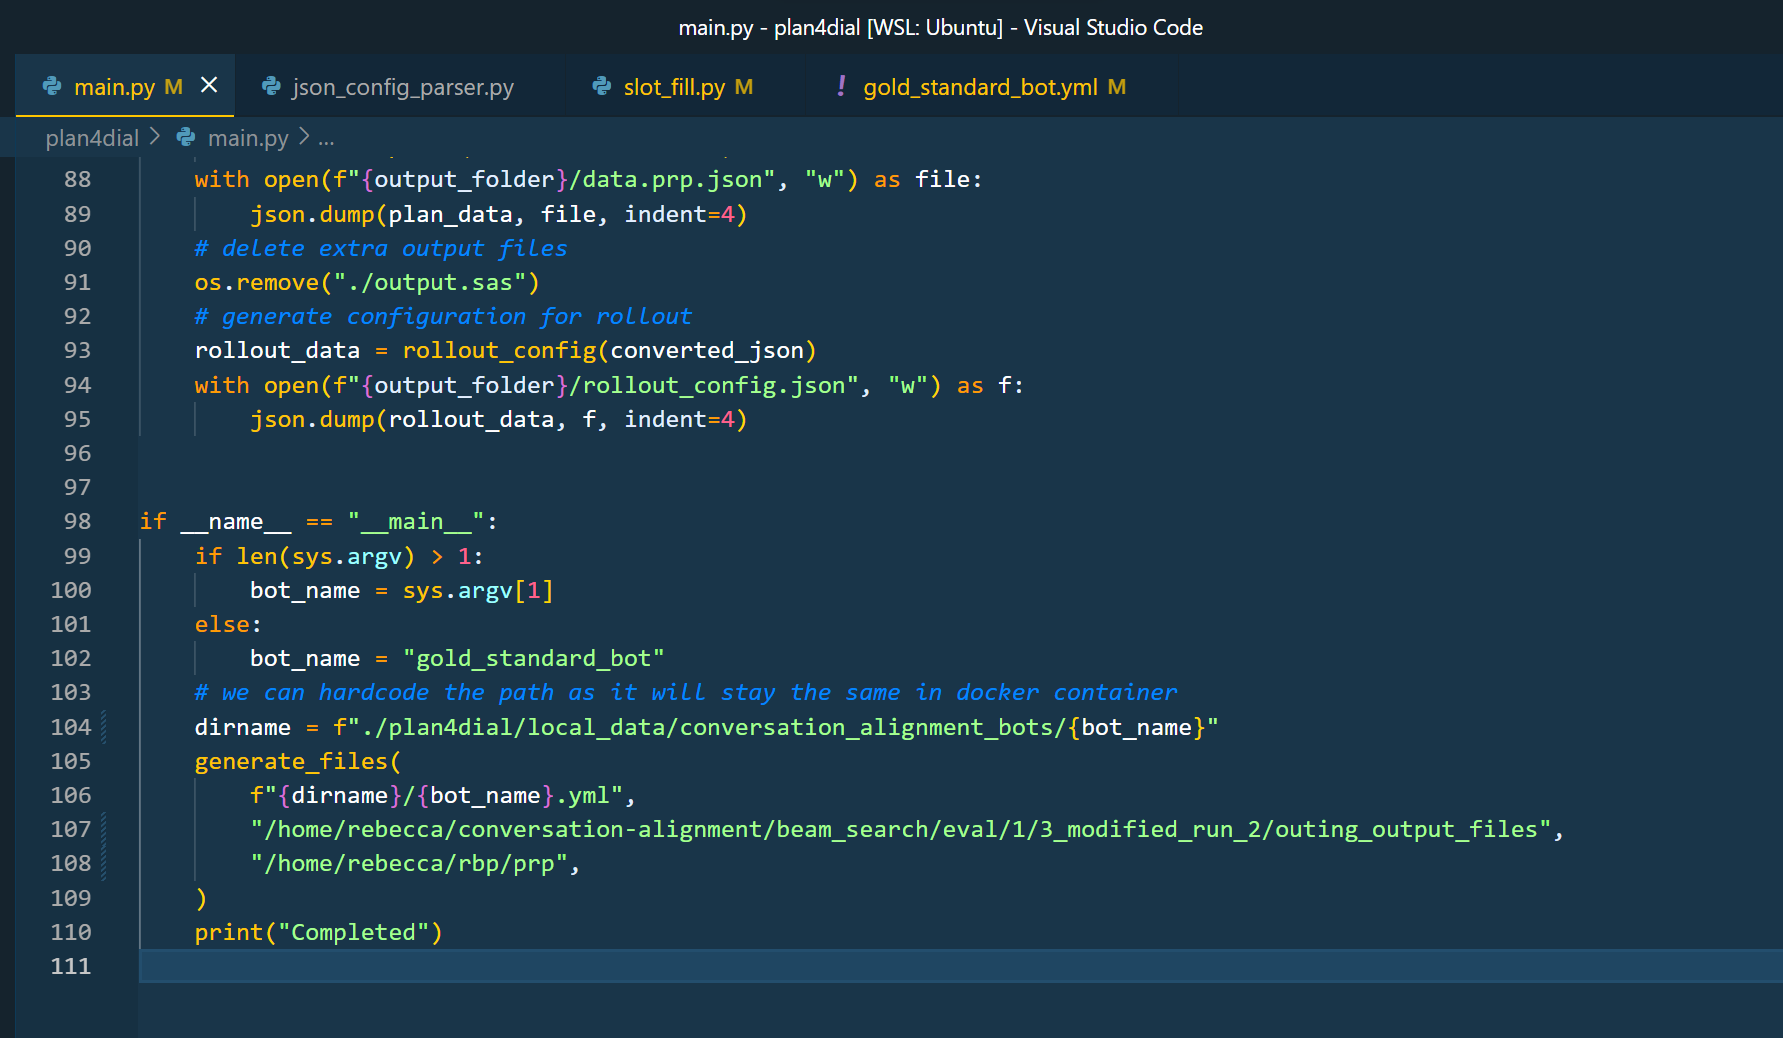 main.py - plan4dial [WSL: Ubuntu] - Visual Studio Code
main.py M json_config_parser.py slot_fill.py M ! gold_standard_bot.yml M
plan4dial > main.py > ...
88 with open(f"{output_folder}/data.prp.json", "w") as file:
89 json.dump(plan_data, file, indent=4)
90 # delete extra output files
91 os.remove("./output.sas")
92 # generate configuration for rollout
93 rollout_data = rollout_config(converted_json)
94 with open(f"{output_folder}/rollout_config.json", "w") as f:
95 json.dump(rollout_data, f, indent=4)
96
97
98 if __name__ == "__main__":
99 if len(sys.argv) > 1:
100 bot_name = sys.argv[1]
101 else:
102 bot_name = "gold_standard_bot"
103 # we can hardcode the path as it will stay the same in docker container
104 dirname = f"./plan4dial/local_data/conversation_alignment_bots/{bot_name}"
105 generate_files(
106 f"{dirname}/{bot_name}.yml",
107 "/home/rebecca/conversation-alignment/beam_search/eval/1/3_modified_run_2/outing_output_files",
108 "/home/rebecca/rbp/prp",
109 )
110 print("Completed")
111